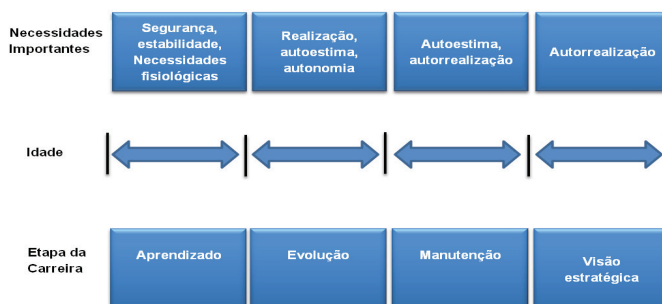 Necessidades
Importantes
Segurança,
estabilidade,
Necessidades
fisiológicas
Realização,
autoestima,
autonomia
Autoestima,
autorrealização
Autorrealização
Idade
Etapa da
Carreira
Aprendizado
Evolução
Manutenção
Visão
estratégica